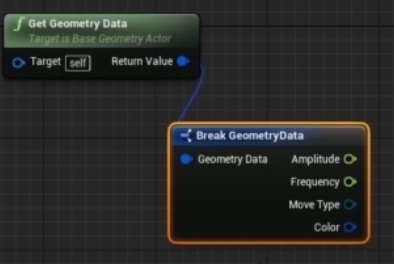 Get Geometry Data
Target is Base Geometry Actor
Target self Return Value
Break GeometryData
Geometry Data Amplitude
Frequency
Move Type
Color